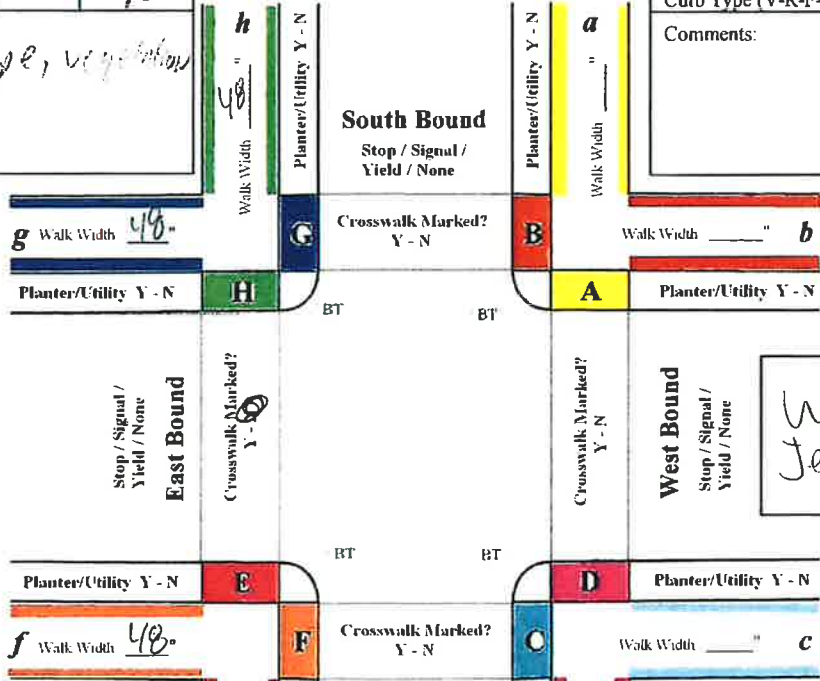 h
Planter/Utility Y - N
Planter/Utility Y - N
a
Comments:
Walk Width 48 "
South Bound
Stop / Signal /
Yield / None
Walk Width ____ "
g Walk Width 48 "
G
Crosswalk Marked?
Y - N
B
Walk Width ______" b
Planter/Utility Y - N
H
BT
BT
A
Planter/Utility Y - N
Stop / Signal /
Yield / None
East Bound
Crosswalk Marked?
Y - N
Crosswalk Marked?
Y - N
West Bound
Stop / Signal /
Yield / None
BT
BT
Planter/Utility Y - N
E
D
Planter/Utility Y - N
f Walk Width 48 "
F
Crosswalk Marked?
Y - N
C
Walk Width ______" c